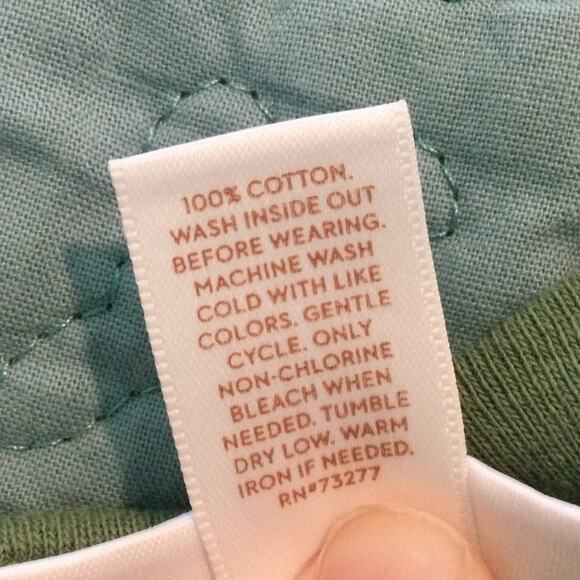 100% COTTON.
WASH INSIDE OUT
BEFORE WEARING.
MACHINE WASH
COLD WITH LIKE
COLORS. GENTLE
CYCLE. ONLY
NON-CHLORINE
BLEACH WHEN
NEEDED. TUMBLE
DRY LOW. WARM
IRON IF NEEDED.
RN#73277